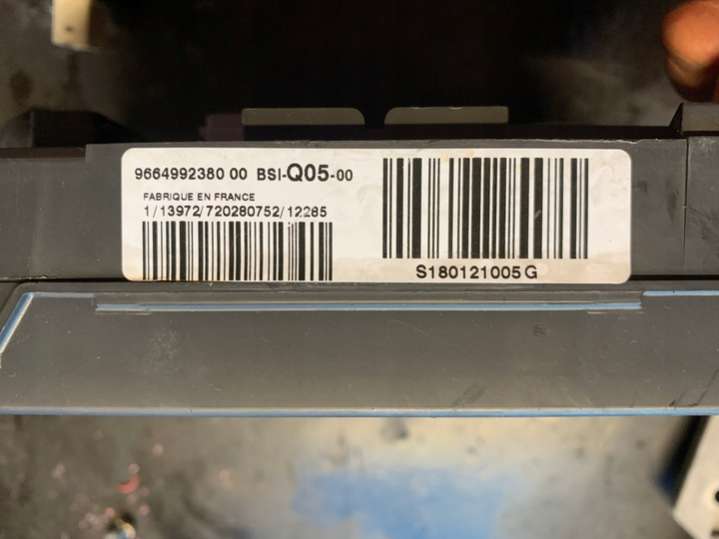 9664992380 00 BSI-Q05-00
FABRIQUE EN FRANCE
1/13972/720280752/12285
S180121005G